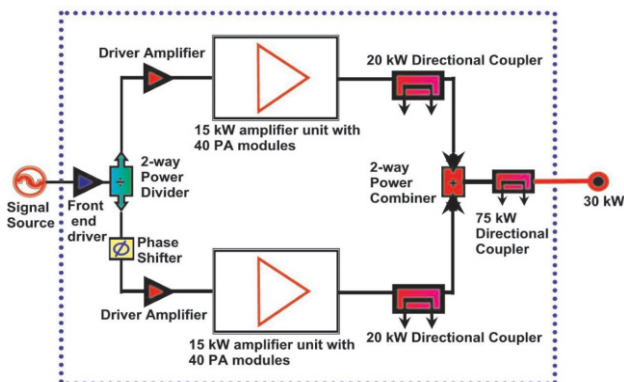 Driver Amplifier
20 kW Directional Coupler
15 kW amplifier unit with
40 PA modules
2-way
Power
Divider
÷
Signal
Source
Front
end
driver
2-way
Power
Combiner
+
75 kW
Directional
Coupler
30 kW
Φ
Phase
Shifter
Driver Amplifier
20 kW Directional Coupler
15 kW amplifier unit with
40 PA modules